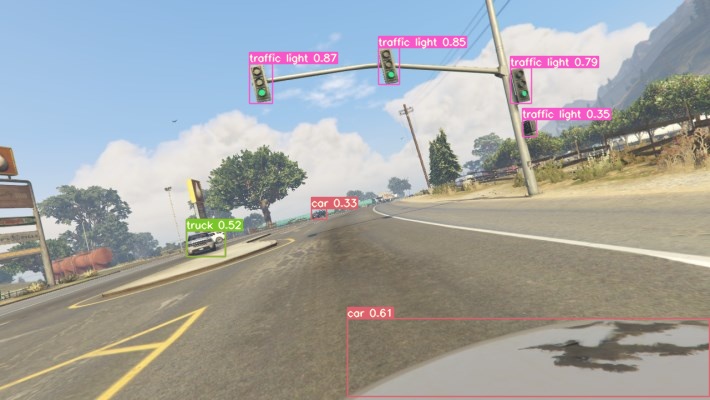 traffic light 0.87
traffic light 0.85
traffic light 0.79
traffic light 0.35
car 0.33
truck 0.52
car 0.61